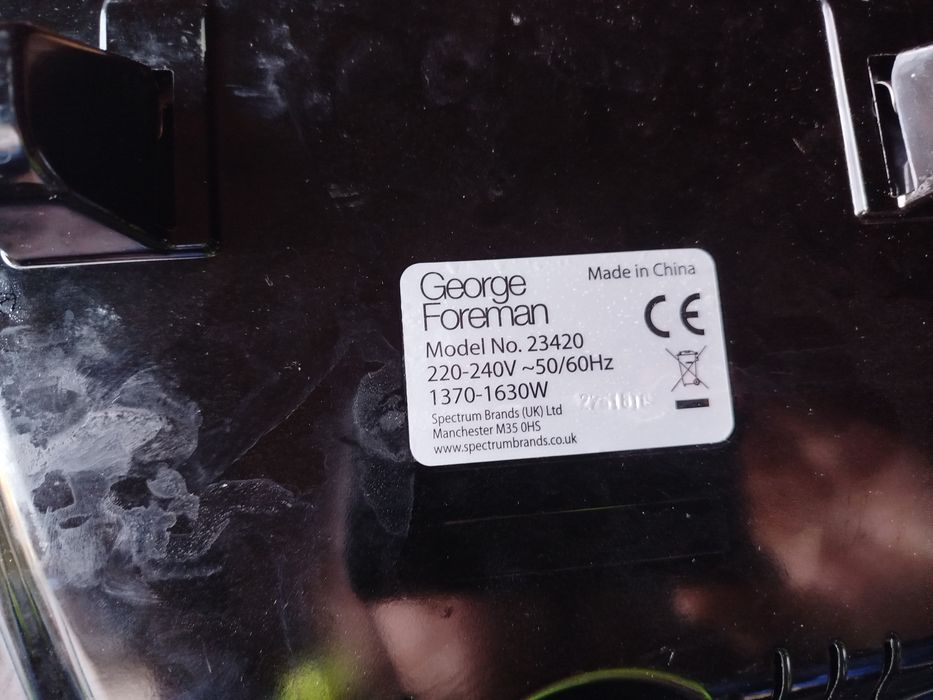 George
Foreman
Made in China
CE
Model No. 23420
220-240V ~50/60Hz
1370-1630W
Spectrum Brands (UK) Ltd
Manchester M35 0HS
www.spectrumbrands.co.uk